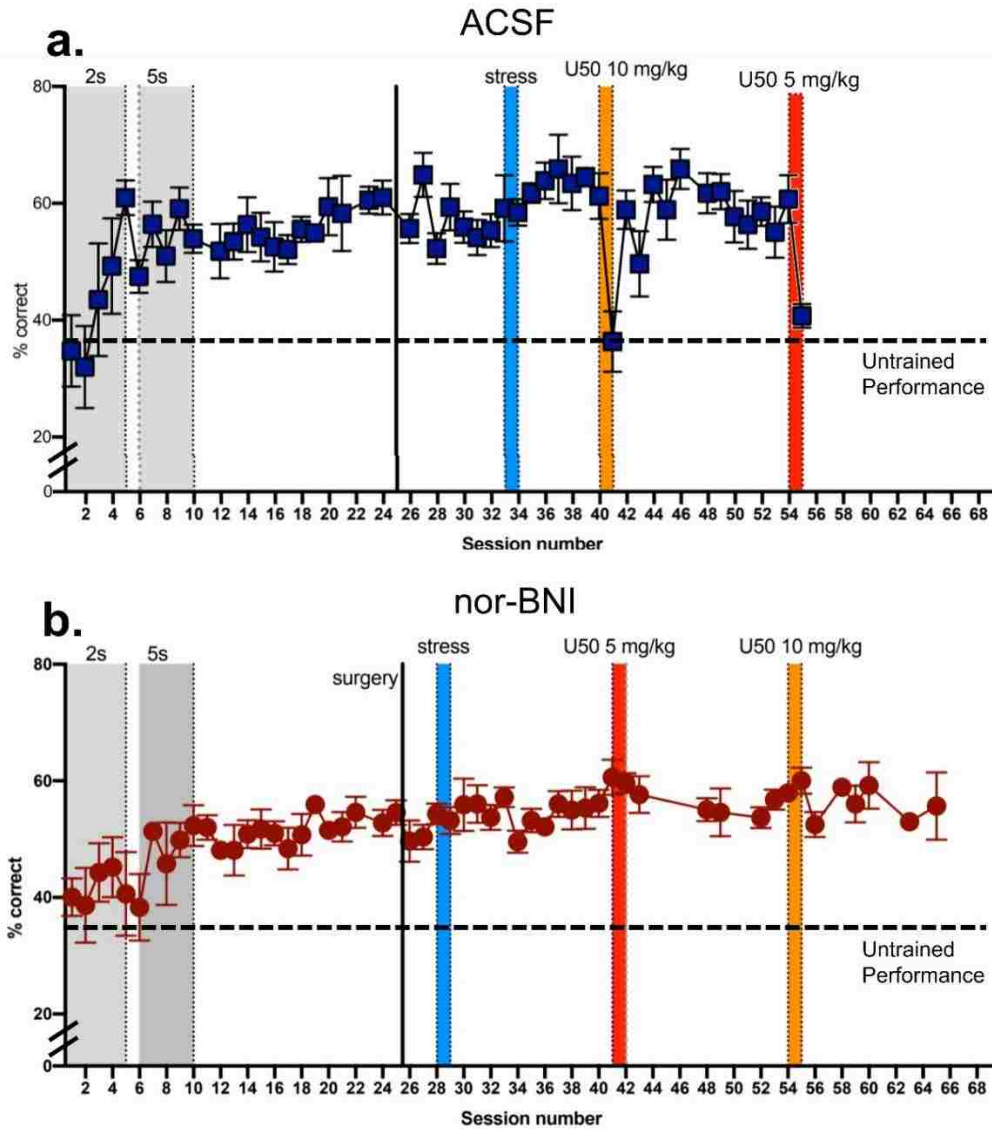 ACSF
a.
2s 5s stress U50 10 mg/kg U50 5 mg/kg
80
60
40
20
0
% correct
Untrained
Performance
2 4 6 8 10 12 14 16 18 20 22 24 26 28 30 32 34 36 38 40 42 44 46 48 50 52 54 56 58 60 62 64 66 68
Session number
nor-BNI
b.
2s 5s surgery stress U50 5 mg/kg U50 10 mg/kg
80
60
40
20
0
% correct
Untrained
Performance
2 4 6 8 10 12 14 16 18 20 22 24 26 28 30 32 34 36 38 40 42 44 46 48 50 52 54 56 58 60 62 64 66 68
Session number